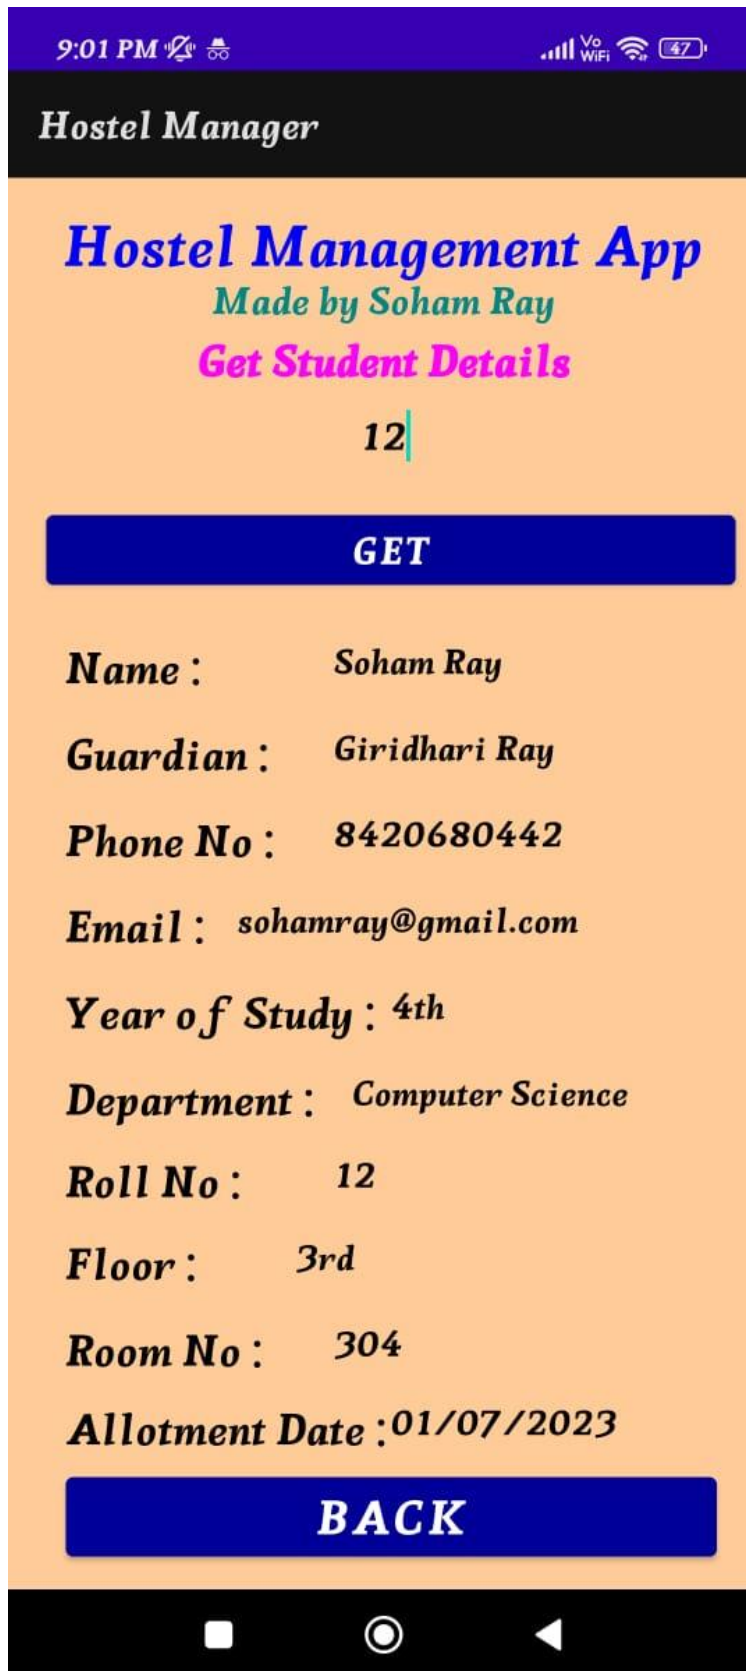 9:01 PM Vo WiFi 47
Hostel Manager
Hostel Management App
Made by Soham Ray
Get Student Details
12
GET
Name : Soham Ray
Guardian : Giridhari Ray
Phone No : 8420680442
Email : sohamray@gmail.com
Year of Study : 4th
Department : Computer Science
Roll No : 12
Floor : 3rd
Room No : 304
Allotment Date :01/07/2023
BACK